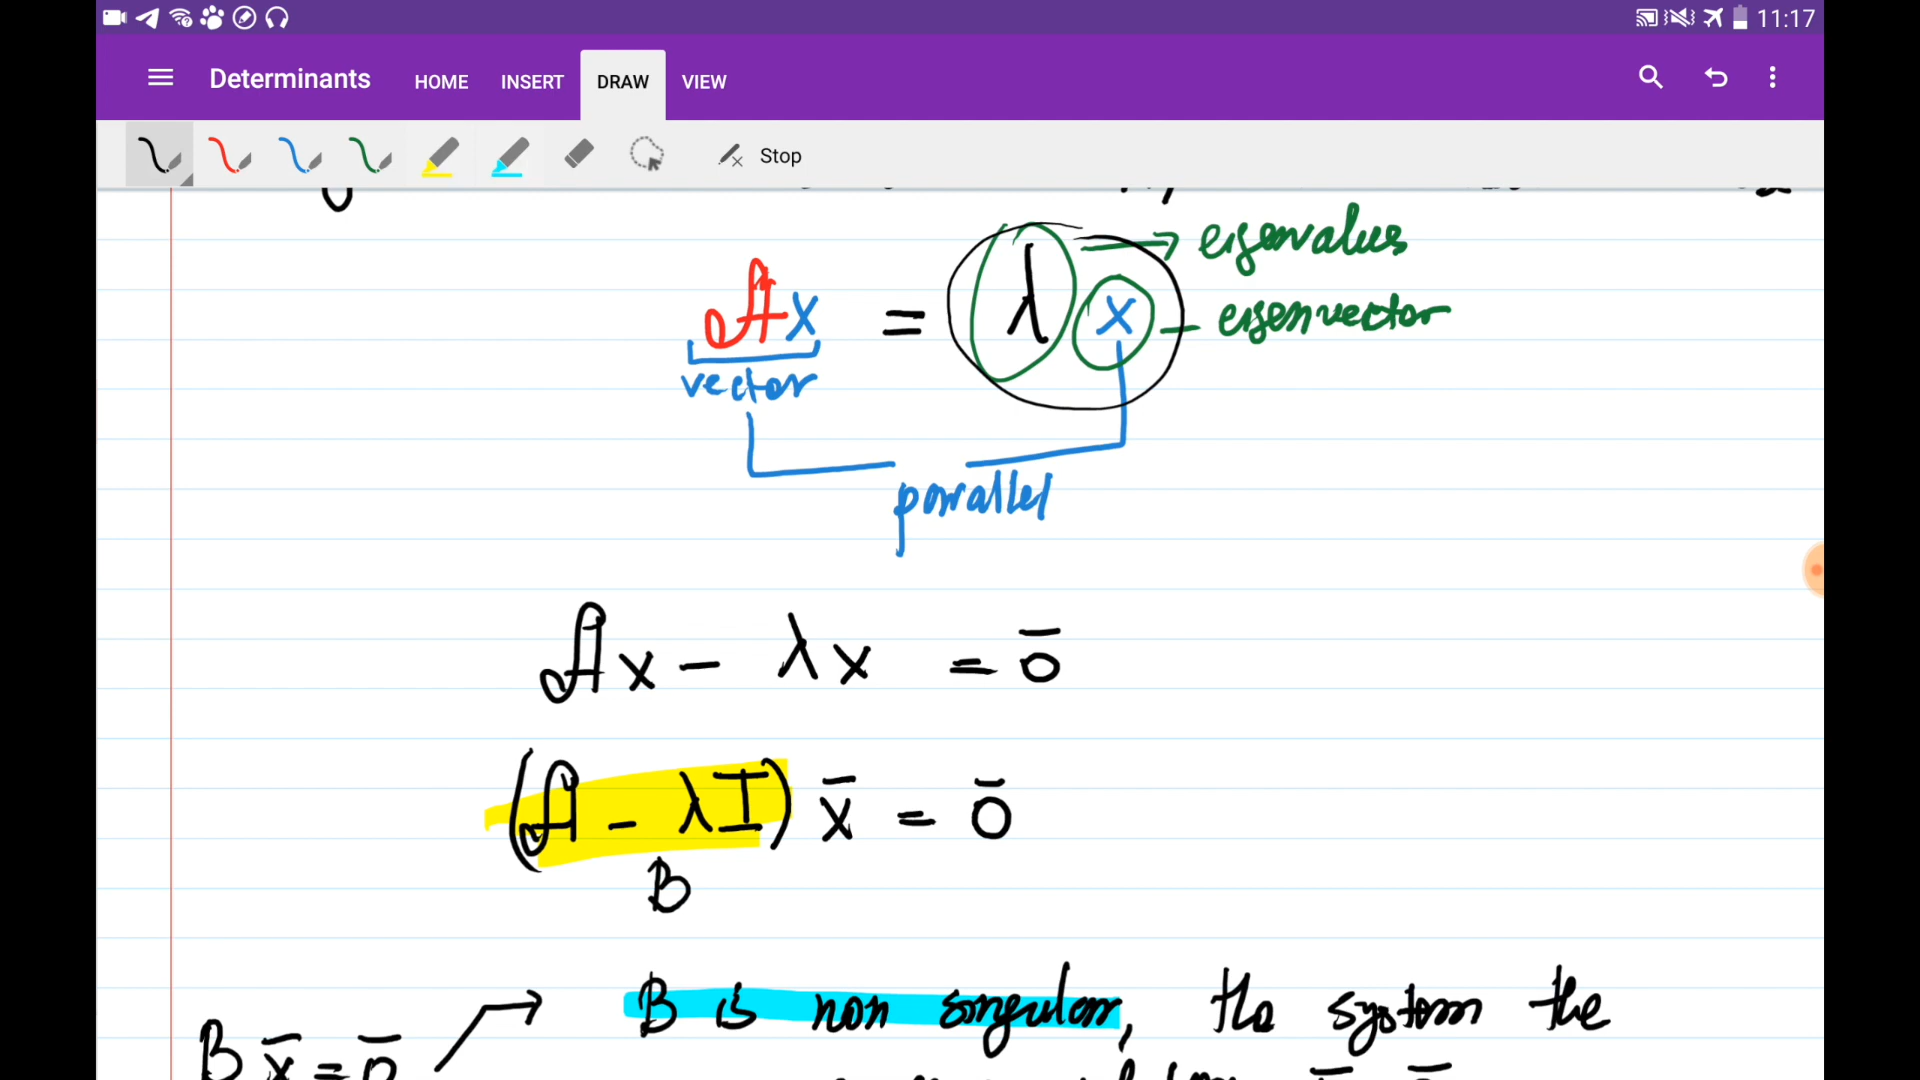 11:17
Determinants HOME INSERT DRAW VIEW
Stop
Ax = λx → eigenvalues
– eigenvector
vector
parallel
Ax – λx = 0̄
(A – λI) x̄ = 0̄
B
B is non singular, the system the
B x̄ = 0̄